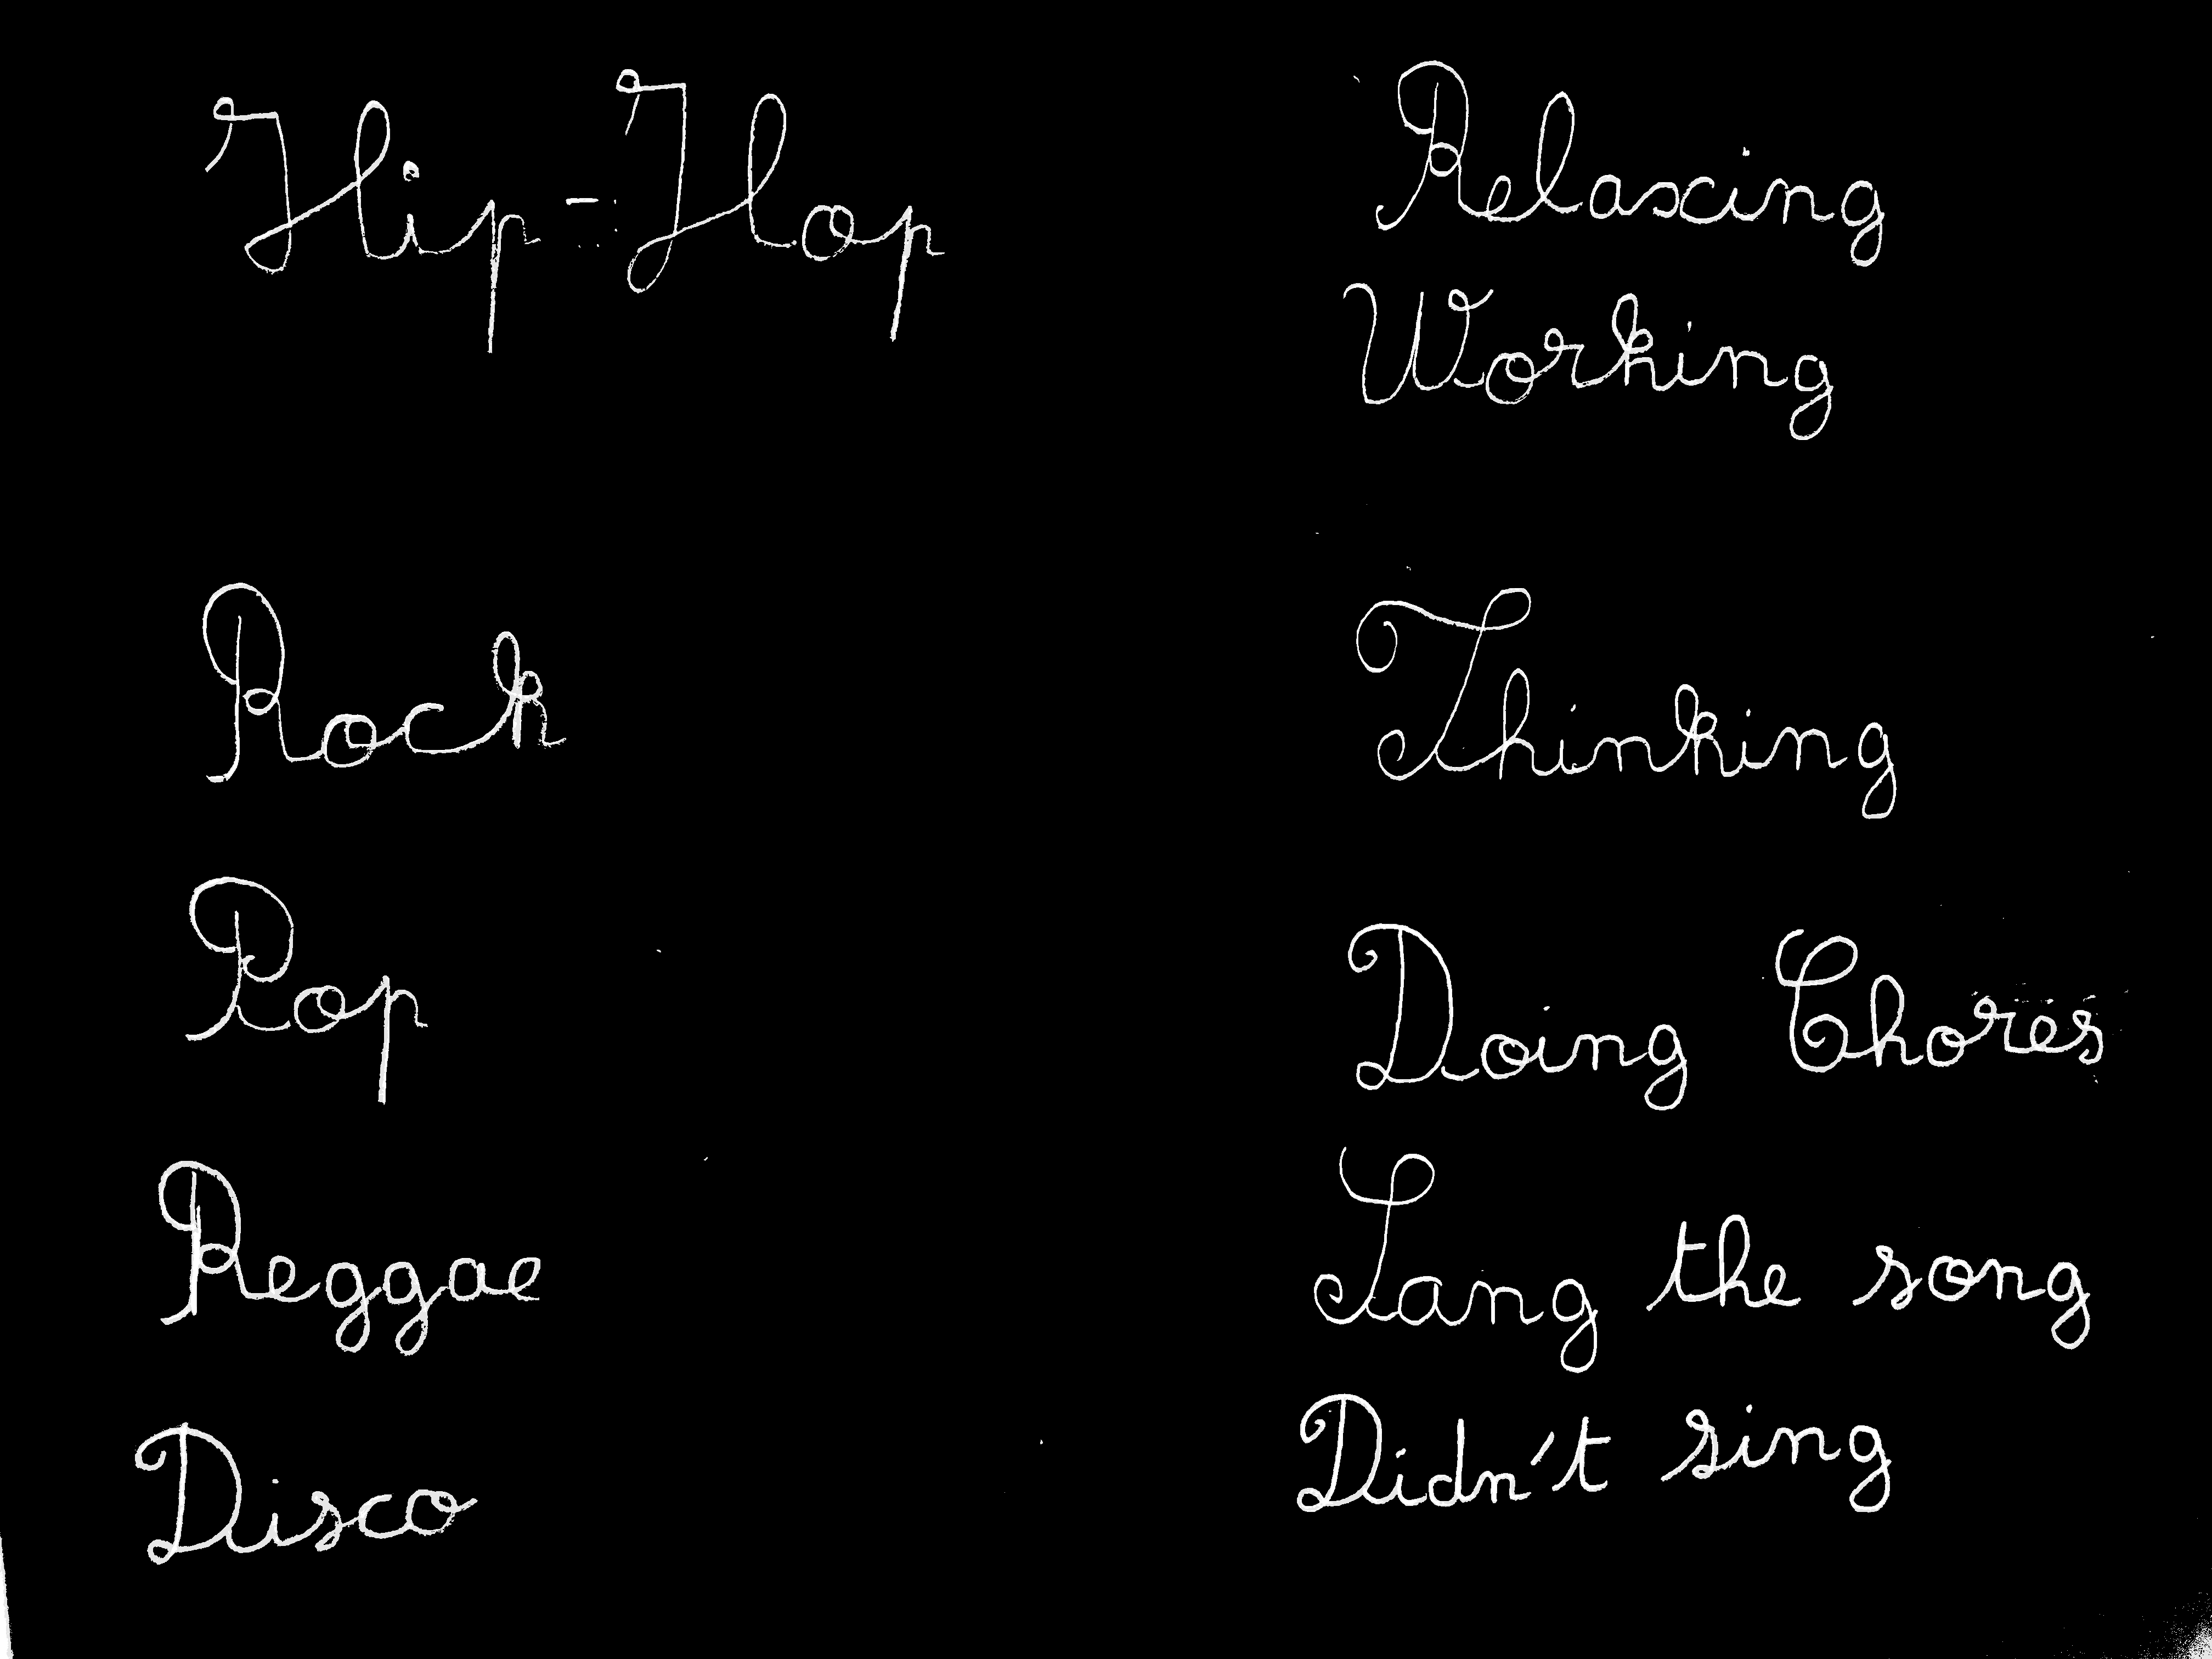 Hip-Hop
Rock
Pop
Reggae
Disco
Relaxing
Working
Thinking
Doing Chores
Sang the song
Didn't sing